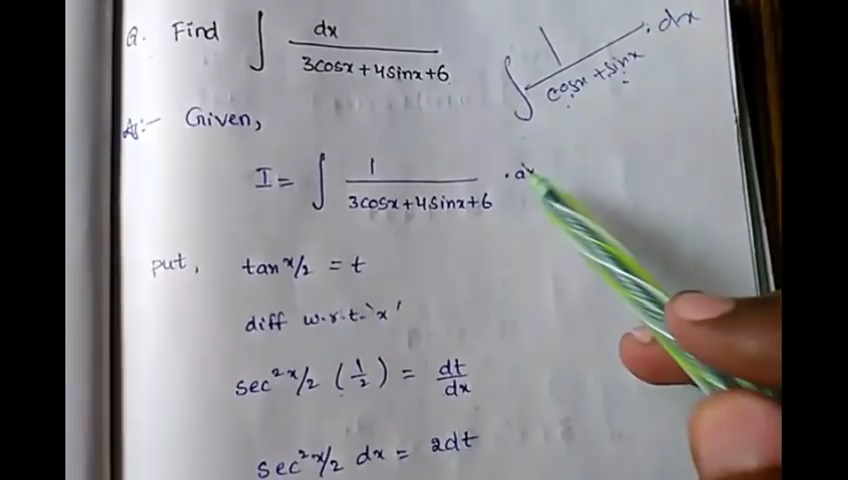 Q. Find ∫ dx / 3cosx+4sinx+6
∫ 1 / cosx+sinx . dx
A:- Given,
I = ∫ 1 / 3cosx+4sinx+6 .
put, tan x/2 = t
diff w.r.t. 'x'
sec² x/2 (1/2) = dt/dx
sec² x/2 dx = 2dt